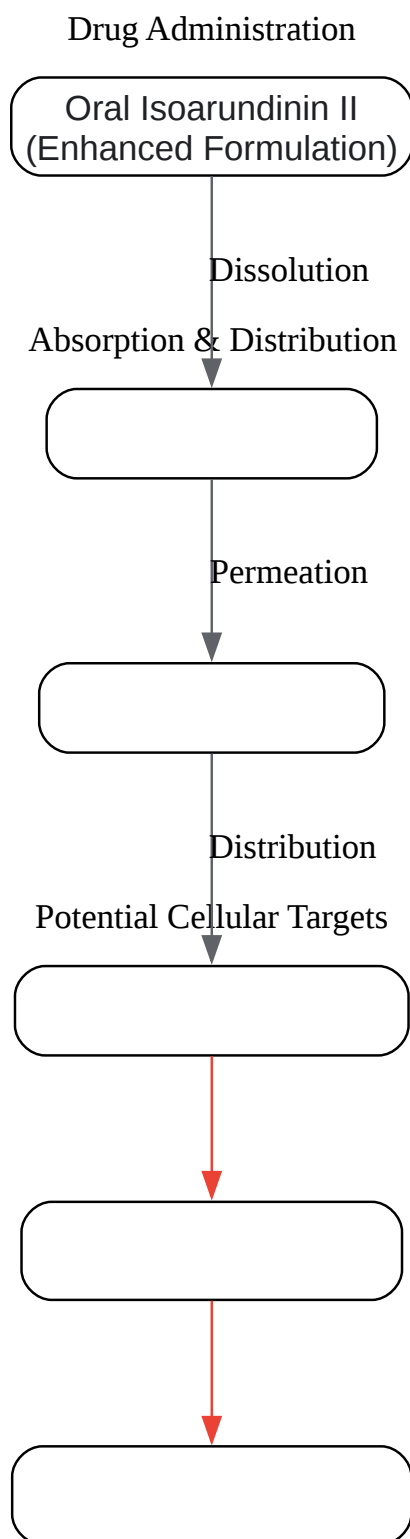 Drug Administration
Oral Isoarundinin II
(Enhanced Formulation)
Dissolution
Absorption & Distribution
Permeation
Distribution
Potential Cellular Targets